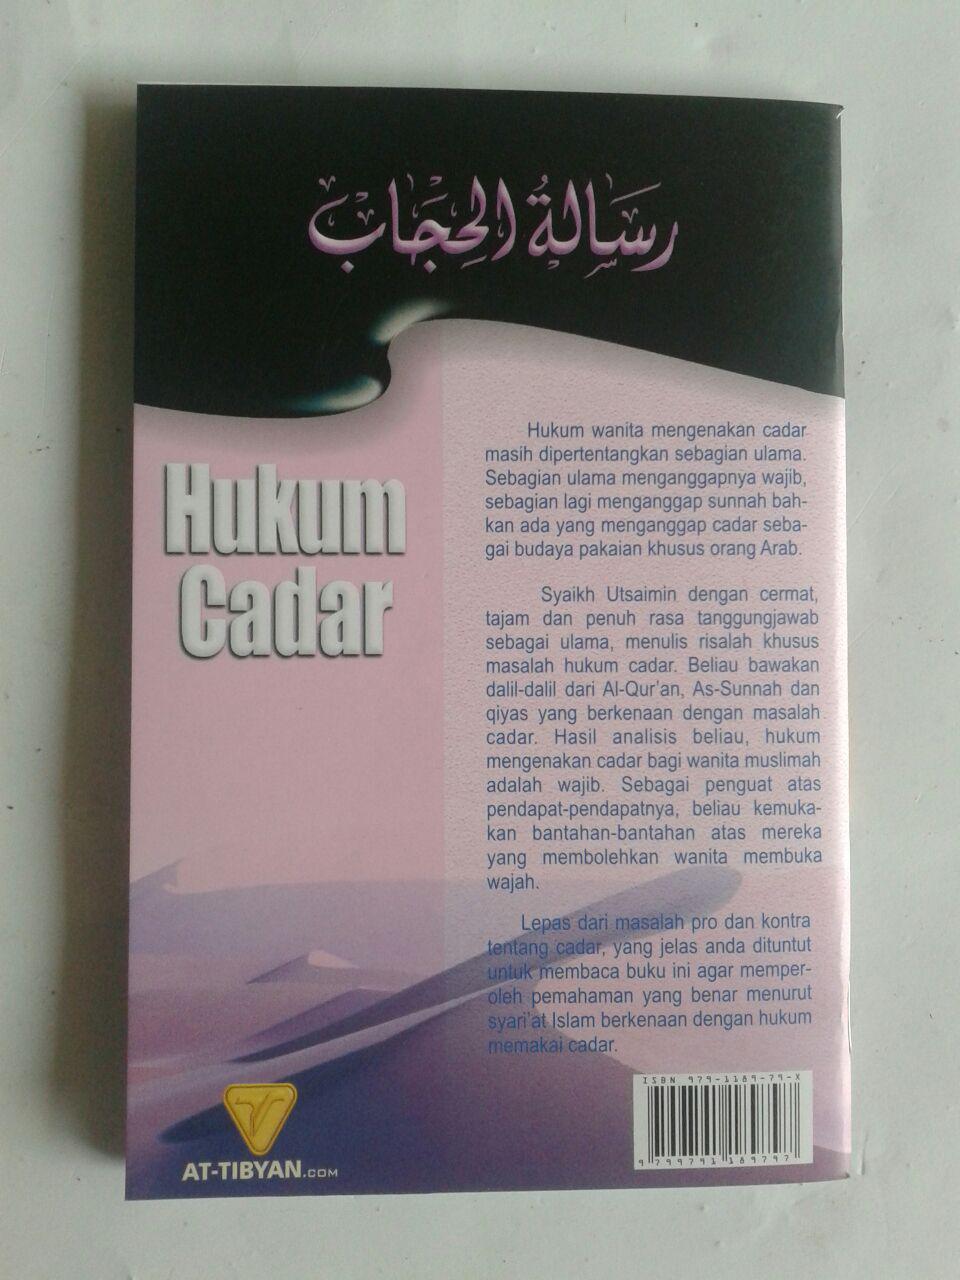 رسالةُ الحِجَاب
Hukum
Cadar
Hukum wanita mengenakan cadar
masih dipertentangkan sebagian ulama.
Sebagian ulama menganggapnya wajib,
sebagian lagi menganggap sunnah bah-
kan ada yang menganggap cadar seba-
gai budaya pakaian khusus orang Arab.
Syaikh Utsaimin dengan cermat,
tajam dan penuh rasa tanggungjawab
sebagai ulama, menulis risalah khusus
masalah hukum cadar. Beliau bawakan
dalil-dalil dari Al-Qur'an, As-Sunnah dan
qiyas yang berkenaan dengan masalah
cadar. Hasil analisis beliau, hukum
mengenakan cadar bagi wanita muslimah
adalah wajib. Sebagai penguat atas
pendapat-pendapatnya, beliau kemuka-
kan bantahan-bantahan atas mereka
yang membolehkan wanita membuka
wajah.
Lepas dari masalah pro dan kontra
tentang cadar, yang jelas anda dituntut
untuk membaca buku ini agar memper-
oleh pemahaman yang benar menurut
syari'at Islam berkenaan dengan hukum
memakai cadar.
ISBN 979-1189-79-X
9 799791 189797
AT-TIBYAN.COM